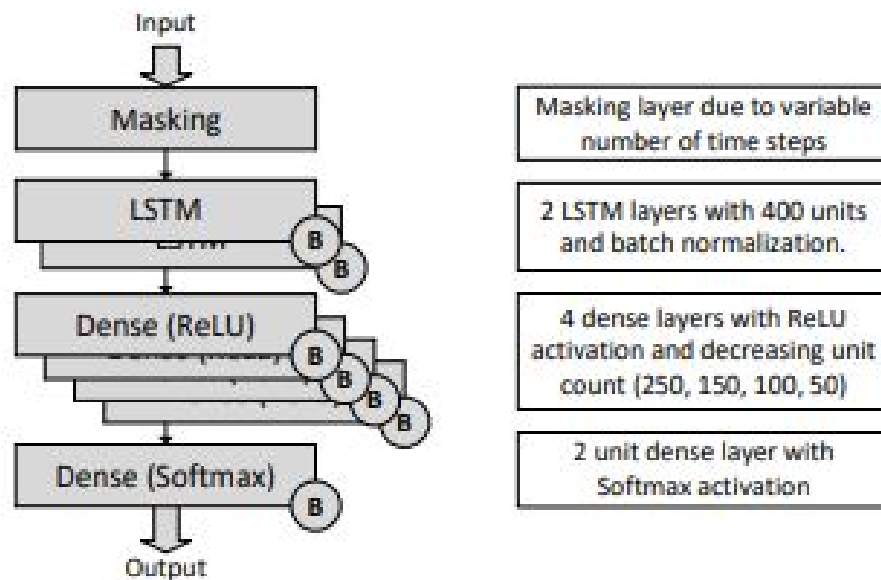 Input
Masking
Masking layer due to variable
number of time steps
LSTM
LSTM
B
B
2 LSTM layers with 400 units
and batch normalization.
Dense (ReLU)
B
B
B
B
4 dense layers with ReLU
activation and decreasing unit
count (250, 150, 100, 50)
Dense (Softmax)
B
2 unit dense layer with
Softmax activation
Output